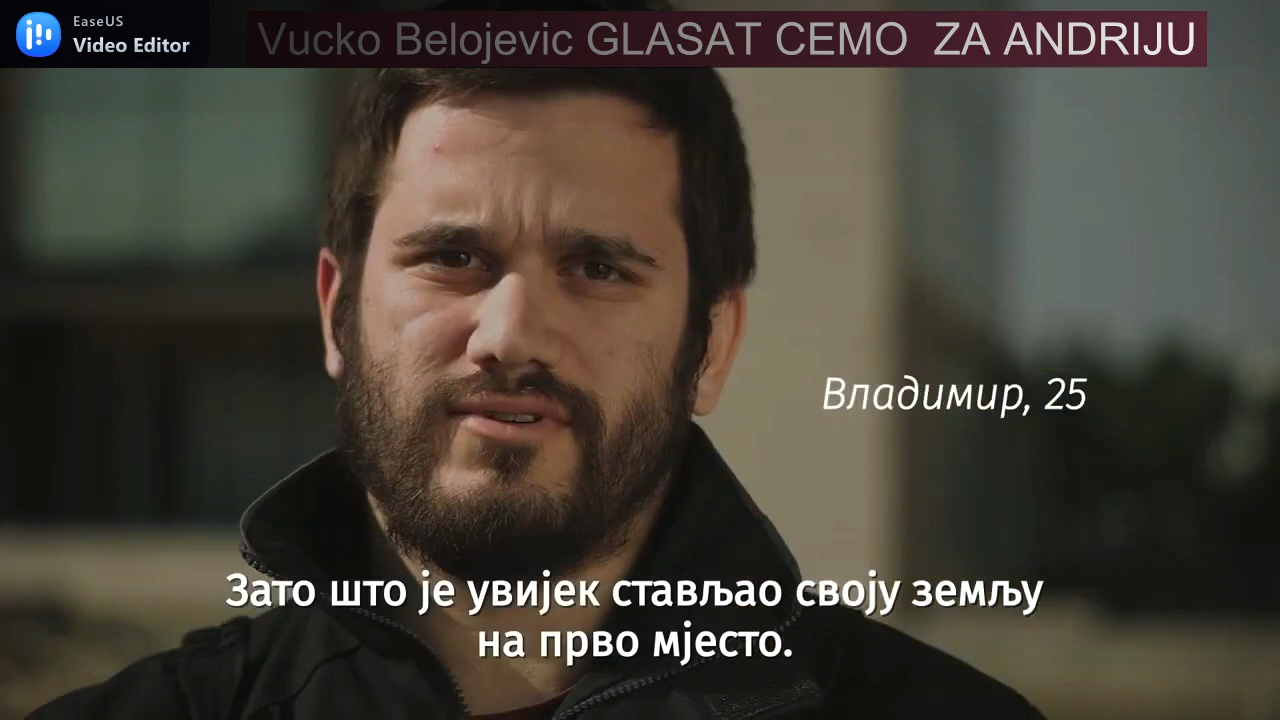 EaseUS
Video Editor
Vucko Belojevic GLASAT CEMO ZA ANDRIJU
Владимир, 25
Зато што је увијек стављао своју земљу
на прво мјесто.